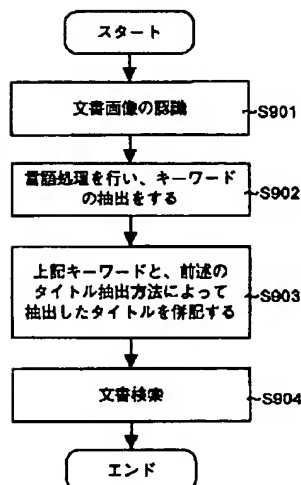 スタート
文書画像の認識
S901
言語処理を行い、キーワード
の抽出をする
S902
上記キーワードと、前述の
タイトル抽出方法によって
抽出したタイトルを併記する
S903
文書検索
S904
エンド